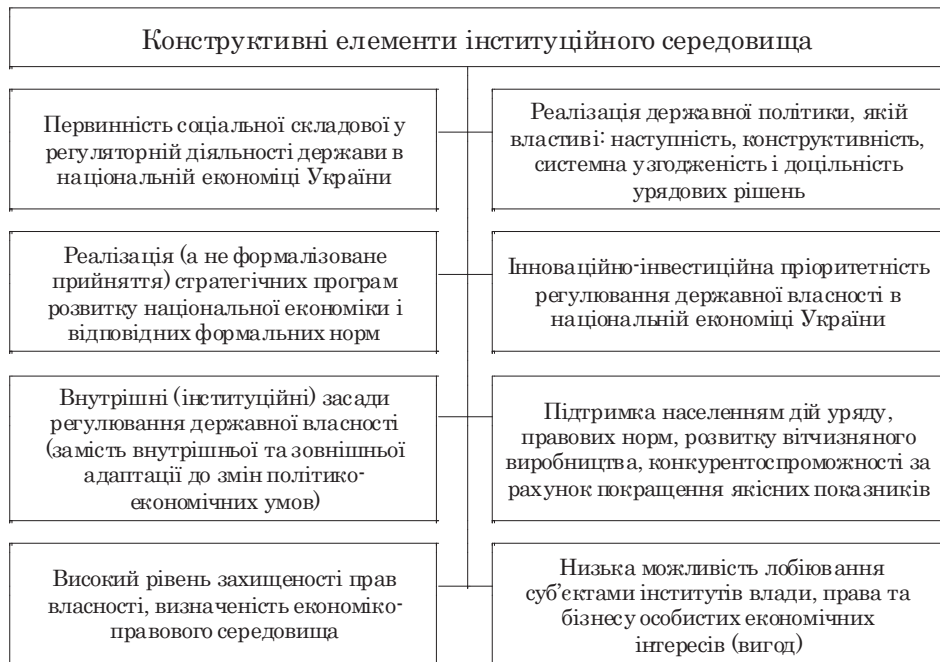 Конструктивні елементи інституційного середовища
Первинність соціальної складової у
регуляторній діяльності держави в
національній економіці України
Реалізація державної політики, якій
властиві: наступність, конструктивність,
системна узгодженість і доцільність
урядових рішень
Реалізація (а не формалізоване
прийняття) стратегічних програм
розвитку національної економіки і
відповідних формальних норм
Інноваційно-інвестиційна пріоритетність
регулювання державної власності в
національній економіці України
Внутрішні (інституційні) засади
регулювання державної власності
(замість внутрішньої та зовнішньої
адаптації до змін політико-
економічних умов)
Підтримка населенням дій уряду,
правових норм, розвитку вітчизняного
виробництва, конкурентоспроможності за
рахунок покращення якісних показників
Високий рівень захищеності прав
власності, визначеність економіко-
правового середовища
Низька можливість лобіювання
суб’єктами інститутів влади, права та
бізнесу особистих економічних
інтересів (вигод)